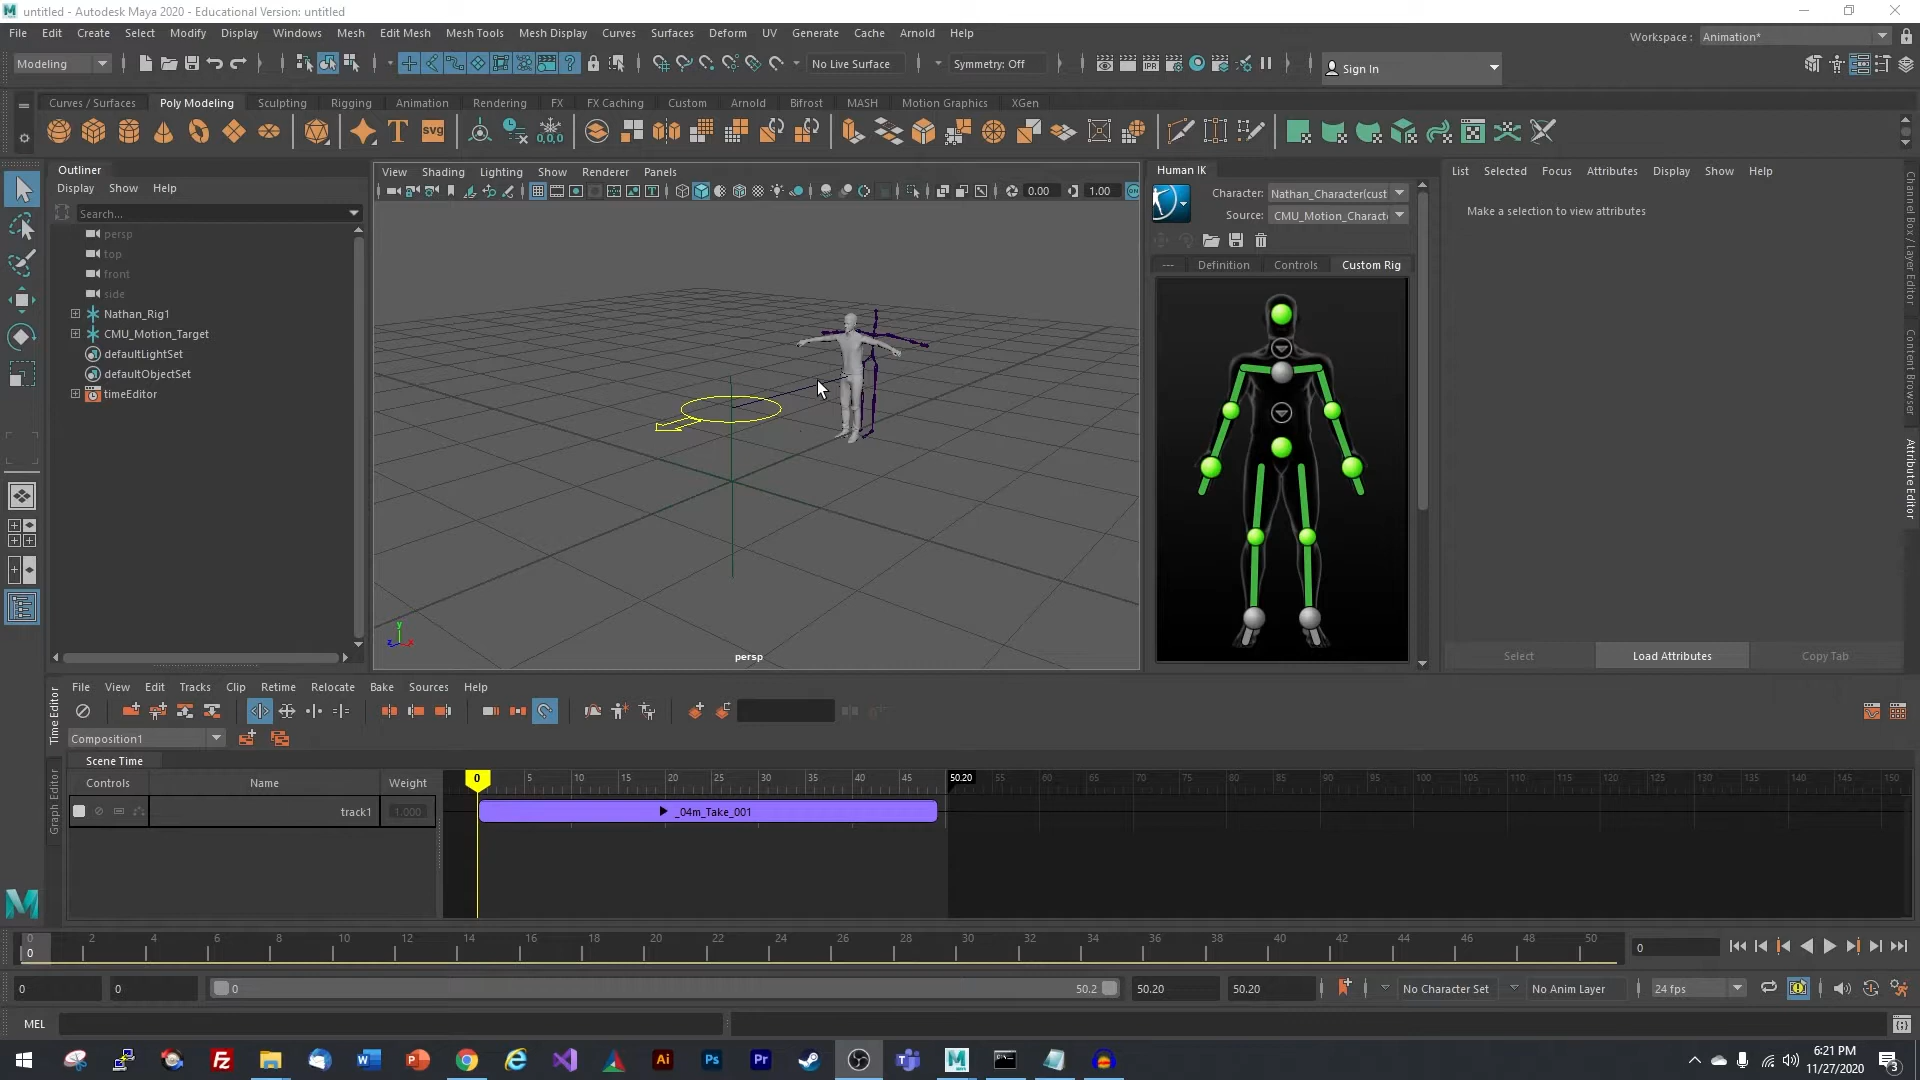 untitled - Autodesk Maya 2020 - Educational Version: untitled
File Edit Create Select Modify Display Windows Mesh Edit Mesh Mesh Tools Mesh Display Curves Surfaces Deform UV Generate Cache Arnold Help
Workspace : Animation*
Modeling
No Live Surface
Symmetry: Off
IPR
Sign In
Curves / Surfaces Poly Modeling Sculpting Rigging Animation Rendering FX FX Caching Custom Arnold Bifrost MASH Motion Graphics XGen
T
SVG
0,0,0
Outliner
Display Show Help
Search...
persp
top
front
side
Nathan_Rig1
CMU_Motion_Target
defaultLightSet
defaultObjectSet
timeEditor
View Shading Lighting Show Renderer Panels
0.00
1.00
y
z
x
persp
Human IK
Character: Nathan_Character(cust
Source: CMU_Motion_Charact
---
Definition
Controls
Custom Rig
List Selected Focus Attributes Display Show Help
Make a selection to view attributes
Select
Load Attributes
Copy Tab
Channel Box / Layer Editor
Content Browser
Attribute Editor
Time Editor
Graph Editor
File View Edit Tracks Clip Retime Relocate Bake Sources Help
Composition1
Scene Time
Controls Name Weight
0 5 10 15 20 25 30 35 40 45 50.20 55 60 65 70 75 80 85 90 95 100 105 110 115 120 125 130 135 140 145 150
track1 1.000
_04m_Take_001
0 2 4 6 8 10 12 14 16 18 20 22 24 26 28 30 32 34 36 38 40 42 44 46 48 50
0
0
0
0
0
50.2
50.20
50.20
No Character Set
No Anim Layer
24 fps
MEL
Ai
Ps
Pr
6:21 PM
11/27/2020
3